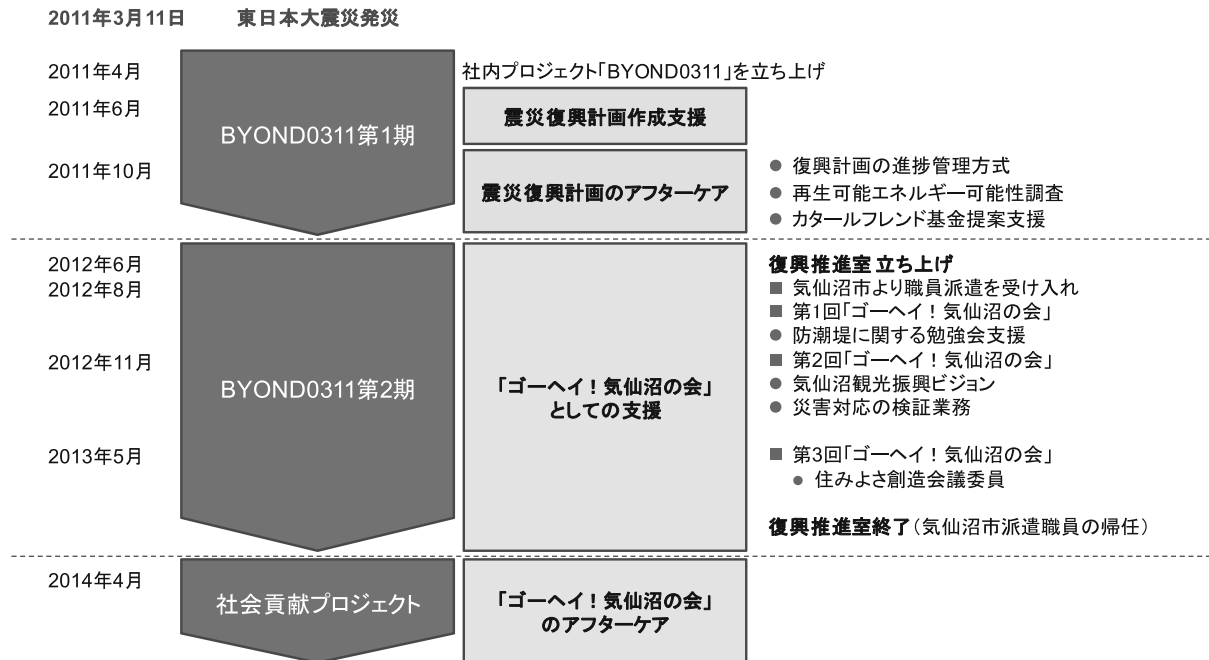 2011年3月11日 東日本大震災発災
2011年4月 社内プロジェクト「BYOND0311」を立ち上げ
2011年6月 震災復興計画作成支援
BYOND0311第1期
2011年10月 震災復興計画のアフターケア
● 復興計画の進捗管理方式
● 再生可能エネルギー可能性調査
● カタールフレンド基金提案支援
2012年6月 復興推進室 立ち上げ
2012年8月 ■ 気仙沼市より職員派遣を受け入れ
■ 第1回「ゴーヘイ！気仙沼の会」
● 防潮堤に関する勉強会支援
2012年11月 ■ 第2回「ゴーヘイ！気仙沼の会」
BYOND0311第2期
「ゴーヘイ！気仙沼の会」
としての支援
● 気仙沼観光振興ビジョン
● 災害対応の検証業務
2013年5月 ■ 第3回「ゴーヘイ！気仙沼の会」
● 住みよさ創造会議委員
復興推進室終了（気仙沼市派遣職員の帰任）
2014年4月
社会貢献プロジェクト
「ゴーヘイ！気仙沼の会」
のアフターケア